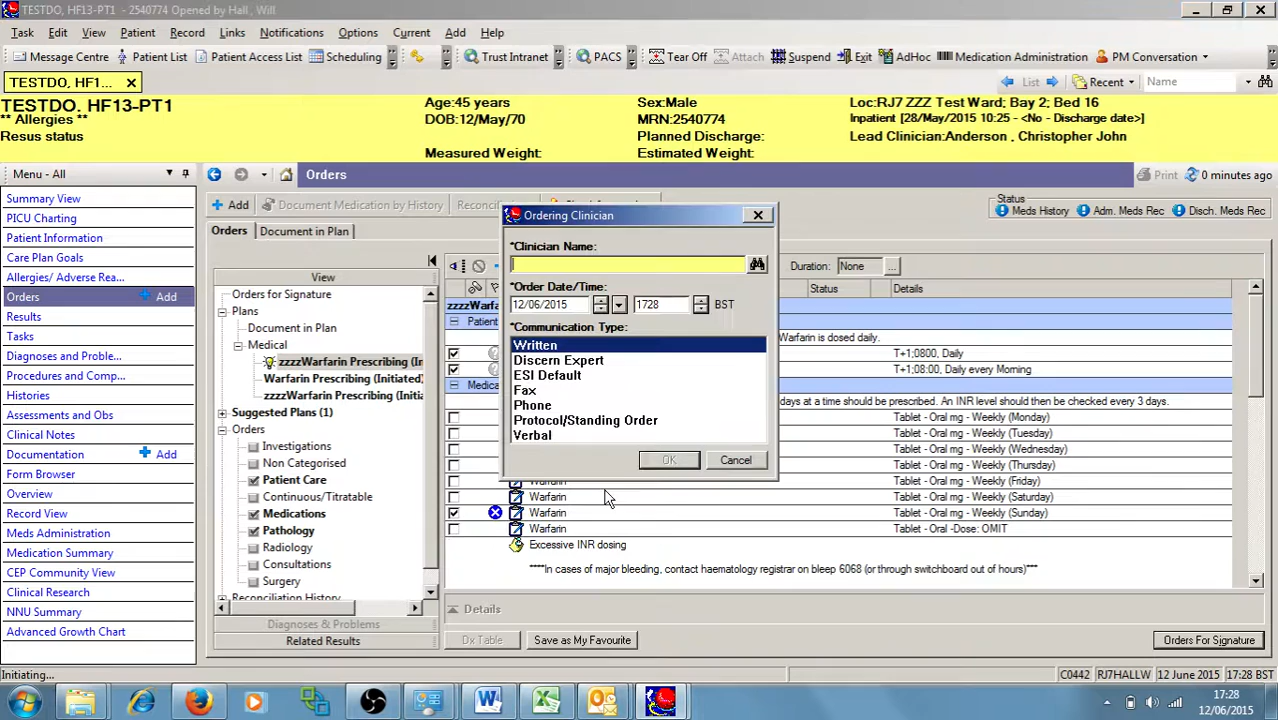 TESTDO, HF13-PT1 - 2540774 Opened by Hall , Will
Task Edit View Patient Record Links Notifications Options Current Add Help
Message Centre Patient List Patient Access List Scheduling Trust Intranet PACS Tear Off Attach Suspend Exit AdHoc Medication Administration PM Conversation
TESTDO, HF1... List Recent Name
TESTDO, HF13-PT1 Age:45 years Sex:Male Loc:RJ7 ZZZ Test Ward; Bay 2; Bed 16
** Allergies ** DOB:12/May/70 MRN:2540774 Inpatient [28/May/2015 10:25 - <No - Discharge date>]
Resus status Planned Discharge: Lead Clinician:Anderson , Christopher John
Measured Weight: Estimated Weight:
Menu - All Orders Print 0 minutes ago
Summary View
PICU Charting
Patient Information
Care Plan Goals
Allergies/ Adverse Rea...
Orders Add
Results
Tasks
Diagnoses and Proble...
Procedures and Comp...
Histories
Assessments and Obs
Clinical Notes
Documentation Add
Form Browser
Overview
Record View
Meds Administration
Medication Summary
CEP Community View
Clinical Research
NNU Summary
Advanced Growth Chart
Add Document Medication by History
Status
Meds History Adm. Meds Rec Disch. Meds Rec
Orders Document in Plan
View
Orders for Signature
Plans
Document in Plan
Medical
zzzzWarfarin Prescribing (In
Warfarin Prescribing (Initiated)
zzzzWarfarin Prescribing (Initia
Suggested Plans (1)
Orders
Investigations
Non Categorised
Patient Care
Continuous/Titratable
Medications
Pathology
Radiology
Consultations
Surgery
Reconciliation History
Diagnoses & Problems
Related Results
Ordering Clinician
*Clinician Name:
*Order Date/Time:
12/06/2015 1728 BST
*Communication Type:
Written
Discern Expert
ESI Default
Fax
Phone
Protocol/Standing Order
Verbal
OK Cancel
Duration: None ...
Status Details
zzzzWarfa
Patien
Warfarin is dosed daily.
T+1;0800, Daily
T+1;08:00, Daily every Morning
Medica
days at a time should be prescribed. An INR level should then be checked every 3 days.
Tablet - Oral mg - Weekly (Monday)
Tablet - Oral mg - Weekly (Tuesday)
Tablet - Oral mg - Weekly (Wednesday)
Tablet - Oral mg - Weekly (Thursday)
Warfarin Tablet - Oral mg - Weekly (Friday)
Warfarin Tablet - Oral mg - Weekly (Saturday)
Warfarin Tablet - Oral mg - Weekly (Sunday)
Warfarin Tablet - Oral -Dose: OMIT
Excessive INR dosing
****In cases of major bleeding, contact haematology registrar on bleep 6068 (or through switchboard out of hours)****
Details
Dx Table Save as My Favourite Orders For Signature
Initiating... C0442 RJ7HALLW 12 June 2015 17:28 BST
17:28
12/06/2015